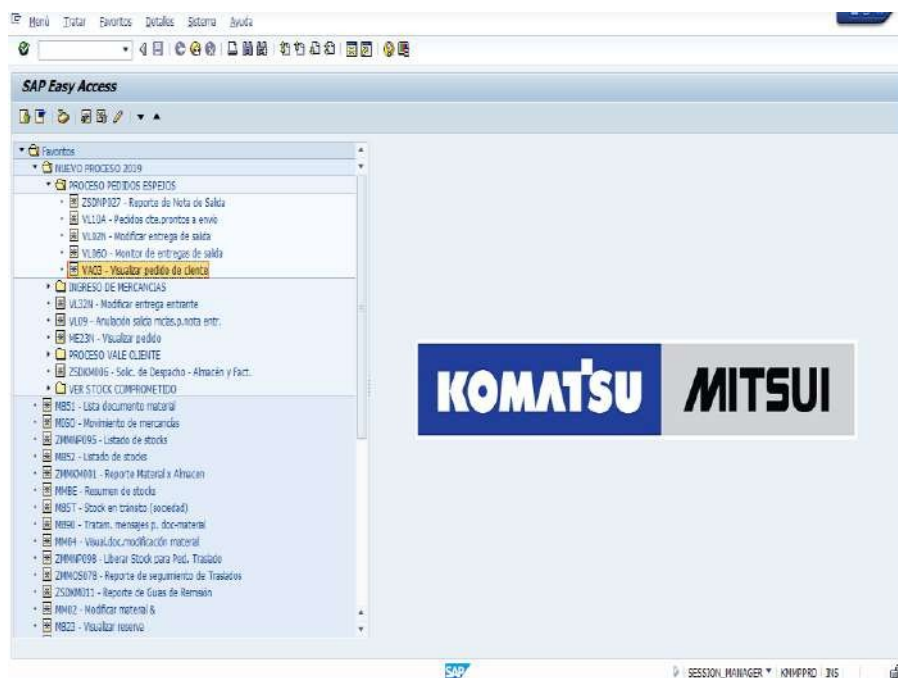 Menú Tratar Favoritos Detalles Sistema Ayuda
SAP Easy Access
Favoritos
NUEVO PROCESO 2019
PROCESO PEDIDOS ESPEJOS
ZSDNP027 - Reporte de Nota de Salida
VL10A - Pedidos cte.prontos a envío
VL02N - Modificar entrega de salida
VL06O - Monitor de entregas de salida
VA03 - Visualizar pedido de cliente
INGRESO DE MERCANCIAS
VL32N - Modificar entrega entrante
VL09 - Anulación salida mcías.p.nota entr.
ME23N - Visualizar pedido
PROCESO VALE CLIENTE
ZSDKM006 - Solic. de Despacho - Almacén y Fact.
VER STOCK COMPROMETIDO
MB51 - Lista documento material
MIGO - Movimiento de mercancías
ZMMNP095 - Listado de stocks
MB52 - Listado de stocks
ZMMKM001 - Reporte Material x Almacen
MMBE - Resumen de stocks
MB5T - Stock en tránsito (sociedad)
MB90 - Tratam. mensajes p. doc-material
MM04 - Visual.doc.modificación material
ZMMNP098 - Liberar Stock para Ped. Traslado
ZMMOS078 - Reporte de seguimiento de Traslados
ZSDKM011 - Reporte de Guias de Remisión
MM02 - Modificar material &
MB23 - Visualizar reserva
KOMATSU MITSUI
SAP
SESSION_MANAGER KMMPPRD INS